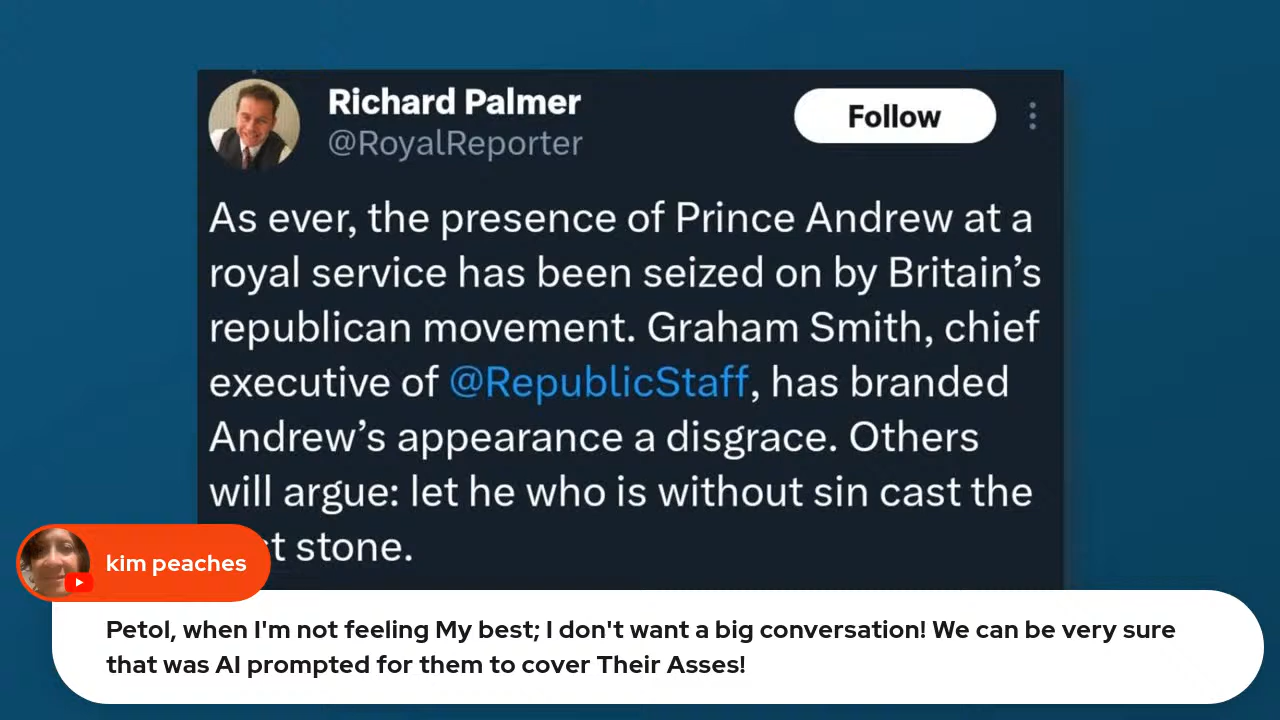 Richard Palmer
@RoyalReporter
Follow
As ever, the presence of Prince Andrew at a
royal service has been seized on by Britain’s
republican movement. Graham Smith, chief
executive of @RepublicStaff, has branded
Andrew’s appearance a disgrace. Others
will argue: let he who is without sin cast the
stone.
kim peaches
Petol, when I'm not feeling My best; I don't want a big conversation! We can be very sure
that was AI prompted for them to cover Their Asses!